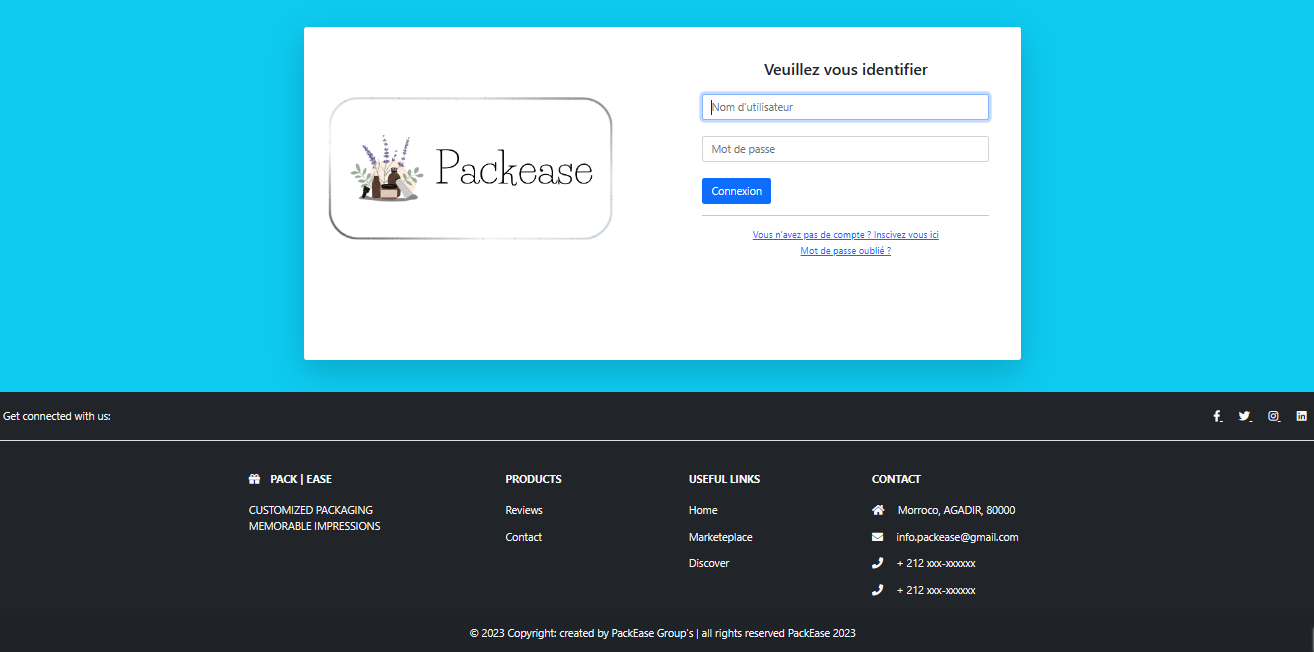 Veuillez vous identifier
Nom d'utilisateur
Packease
Mot de passe
Connexion
Vous n'avez pas de compte ? Inscivez vous ici
Mot de passe oublié ?
Get connected with us:
PACK | EASE
CUSTOMIZED PACKAGING
MEMORABLE IMPRESSIONS
PRODUCTS
Reviews
Contact
USEFUL LINKS
Home
Marketeplace
Discover
CONTACT
Morroco, AGADIR, 80000
info.packease@gmail.com
+ 212 xxx-xxxxxx
+ 212 xxx-xxxxxx
© 2023 Copyright: created by PackEase Group's | all rights reserved PackEase 2023